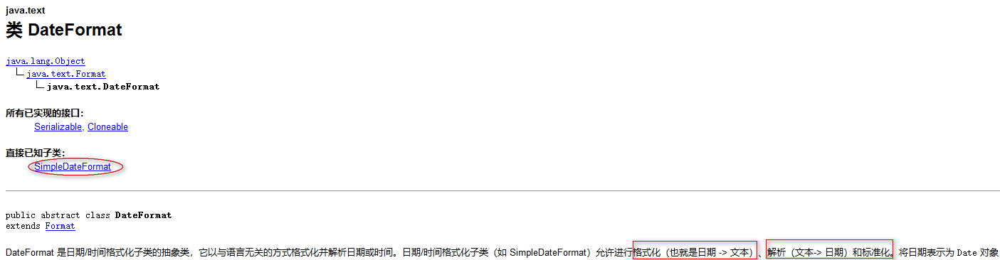 java.text
类 DateFormat
java.lang.Object
java.text.Format
java.text.DateFormat
所有已实现的接口：
Serializable, Cloneable
直接已知子类：
SimpleDateFormat
public abstract class DateFormat
extends Format
DateFormat 是日期/时间格式化子类的抽象类，它以与语言无关的方式格式化并解析日期或时间。日期/时间格式化子类（如 SimpleDateFormat）允许进行格式化（也就是日期 -> 文本）、解析（文本-> 日期）和标准化。将日期表示为 Date 对象